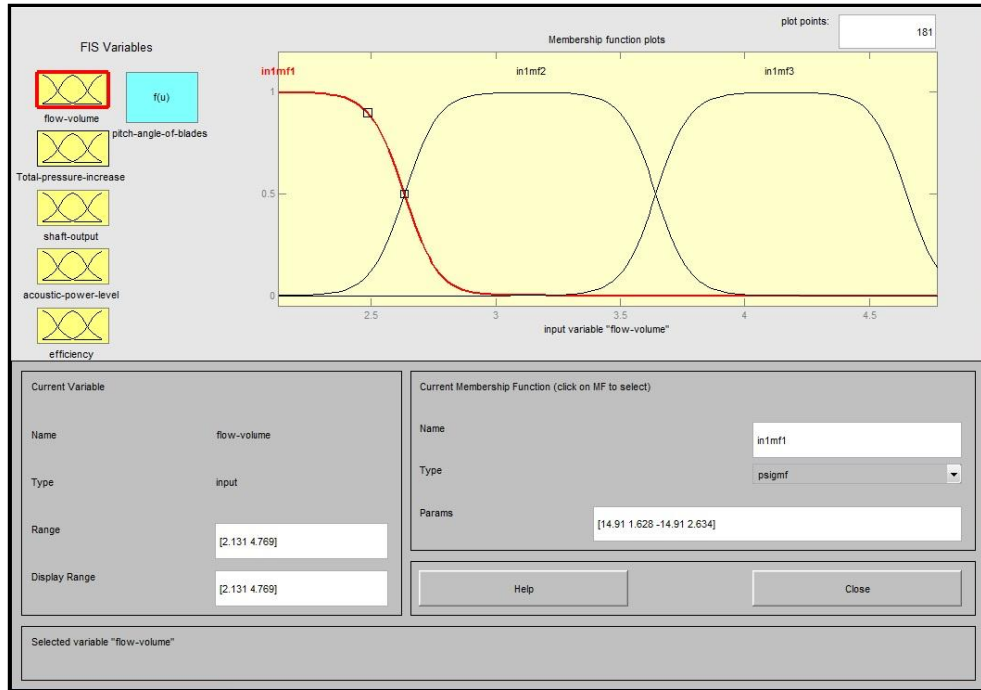 plot points:
181
FIS Variables
Membership function plots
in1mf1
in1mf2
in1mf3
f(u)
flow-volume
pitch-angle-of-blades
Total-pressure-increase
shaft-output
acoustic-power-level
efficiency
1
0.5
0
2.5
3
3.5
4
4.5
input variable "flow-volume"
Current Variable
Name
flow-volume
Type
input
Range
[2.131 4.769]
Display Range
[2.131 4.769]
Current Membership Function (click on MF to select)
Name
in1mf1
Type
psigmf
Params
[14.91 1.628 -14.91 2.634]
Help
Close
Selected variable "flow-volume"